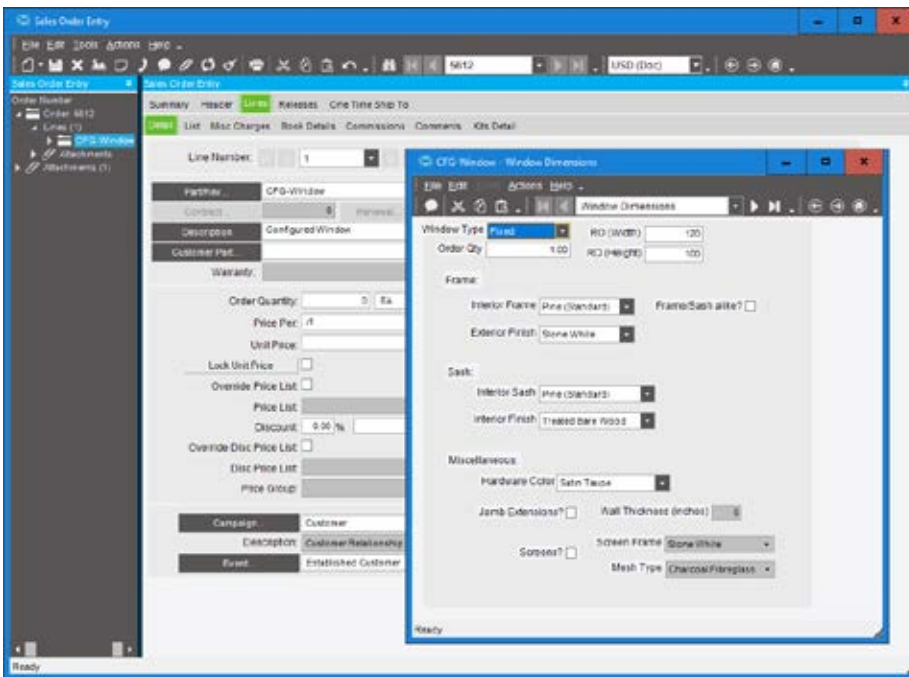 Sales Order Entry
File Edit Tools Actions Help
5612
USD (Doc)
Sales Order Entry
Sales Order Entry
Order Number
Order 5612
Lines (1)
CFG-Window
Attachments
Attachments (1)
Summary Header Lines Releases One Time Ship To
Detail List Misc Charges Book Details Commissions Comments Kits Detail
Line Number: 1
Part/Rev... CFG-Window
Contract... 0 Renewal...
Description Configured Window
Customer Part...
Warranty:
Order Quantity: 0 Ea
Price Per: /1
Unit Price:
Lock Unit Price
Override Price List:
Price List:
Discount: 0.00 %
Override Disc Price List:
Disc Price List:
Price Group:
Campaign... Customer
Description: Customer Relationship
Event... Established Customer
Ready
CFG-Window - Window Dimensions
File Edit Actions Help
Window Dimensions
Window Type Fixed RO (Width) 120
Order Qty 1.00 RO (Height) 100
Frame:
Interior Frame Pine (Standard) Frame/Sash alike?
Exterior Finish Stone White
Sash:
Interior Sash Pine (Standard)
Interior Finish Treated Bare Wood
Miscellaneous:
Hardware Color Satin Taupe
Jamb Extensions? Wall Thickness (inches) 6
Screens? Screen Frame Stone White
Mesh Type Charcoal Fibreglass
Ready